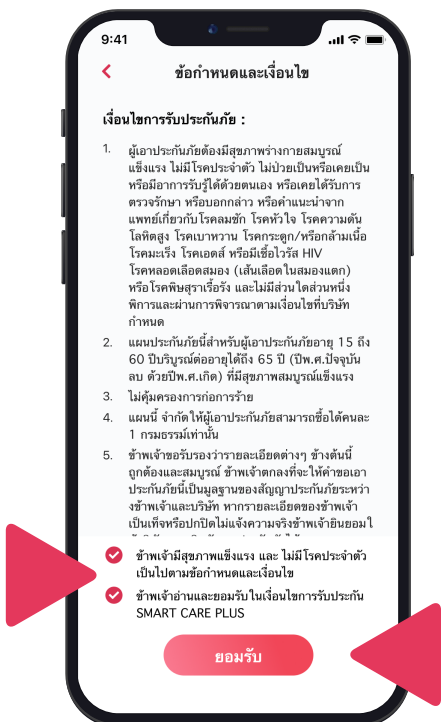 9:41
ข้อกำหนดและเงื่อนไข
เงื่อนไขการรับประกันภัย :
1. ผู้เอาประกันภัยต้องมีสุขภาพร่างกายสมบูรณ์
แข็งแรง ไม่มีโรคประจำตัว ไม่ป่วยเป็นหรือเคยเป็น
หรือมีอาการรับรู้ได้ด้วยตนเอง หรือเคยได้รับการ
ตรวจรักษา หรือบอกกล่าว หรือคำแนะนำจาก
แพทย์เกี่ยวกับโรคลมชัก โรคหัวใจ โรคความดัน
โลหิตสูง โรคเบาหวาน โรคกระดูก/หรือกล้ามเนื้อ
โรคมะเร็ง โรคเอดส์ หรือมีเชื้อไวรัส HIV
โรคหลอดเลือดสมอง (เส้นเลือดในสมองแตก)
หรือโรคพิษสุราเรื้อรัง และไม่มีส่วนใดส่วนหนึ่ง
พิการและผ่านการพิจารณาตามเงื่อนไขที่บริษัท
กำหนด
2. แผนประกันภัยนี้สำหรับผู้เอาประกันภัยอายุ 15 ถึง
60 ปีบริบูรณ์ต่ออายุได้ถึง 65 ปี (ปีพ.ศ.ปัจจุบัน
ลบ ด้วยปีพ.ศ.เกิด) ที่มีสุขภาพสมบูรณ์แข็งแรง
3. ไม่คุ้มครองการก่อการร้าย
4. แผนนี้ จำกัดให้ผู้เอาประกันภัยสามารถซื้อได้คนละ
1 กรมธรรม์เท่านั้น
5. ข้าพเจ้าขอรับรองว่ารายละเอียดต่างๆ ข้างต้นนี้
ถูกต้องและสมบูรณ์ ข้าพเจ้าตกลงที่จะให้คำขอเอา
ประกันภัยนี้เป็นมูลฐานของสัญญาประกันภัยระหว่า
งข้าพเจ้าและบริษัท หากรายละเอียดของข้าพเจ้า
เป็นเท็จหรือปกปิดไม่แจ้งความจริงข้าพเจ้ายินยอมใ
ข้าพเจ้ามีสุขภาพแข็งแรง และ ไม่มีโรคประจำตัว
เป็นไปตามข้อกำหนดและเงื่อนไข
ข้าพเจ้าอ่านและยอมรับในเงื่อนไขการรับประกัน
SMART CARE PLUS
ยอมรับ